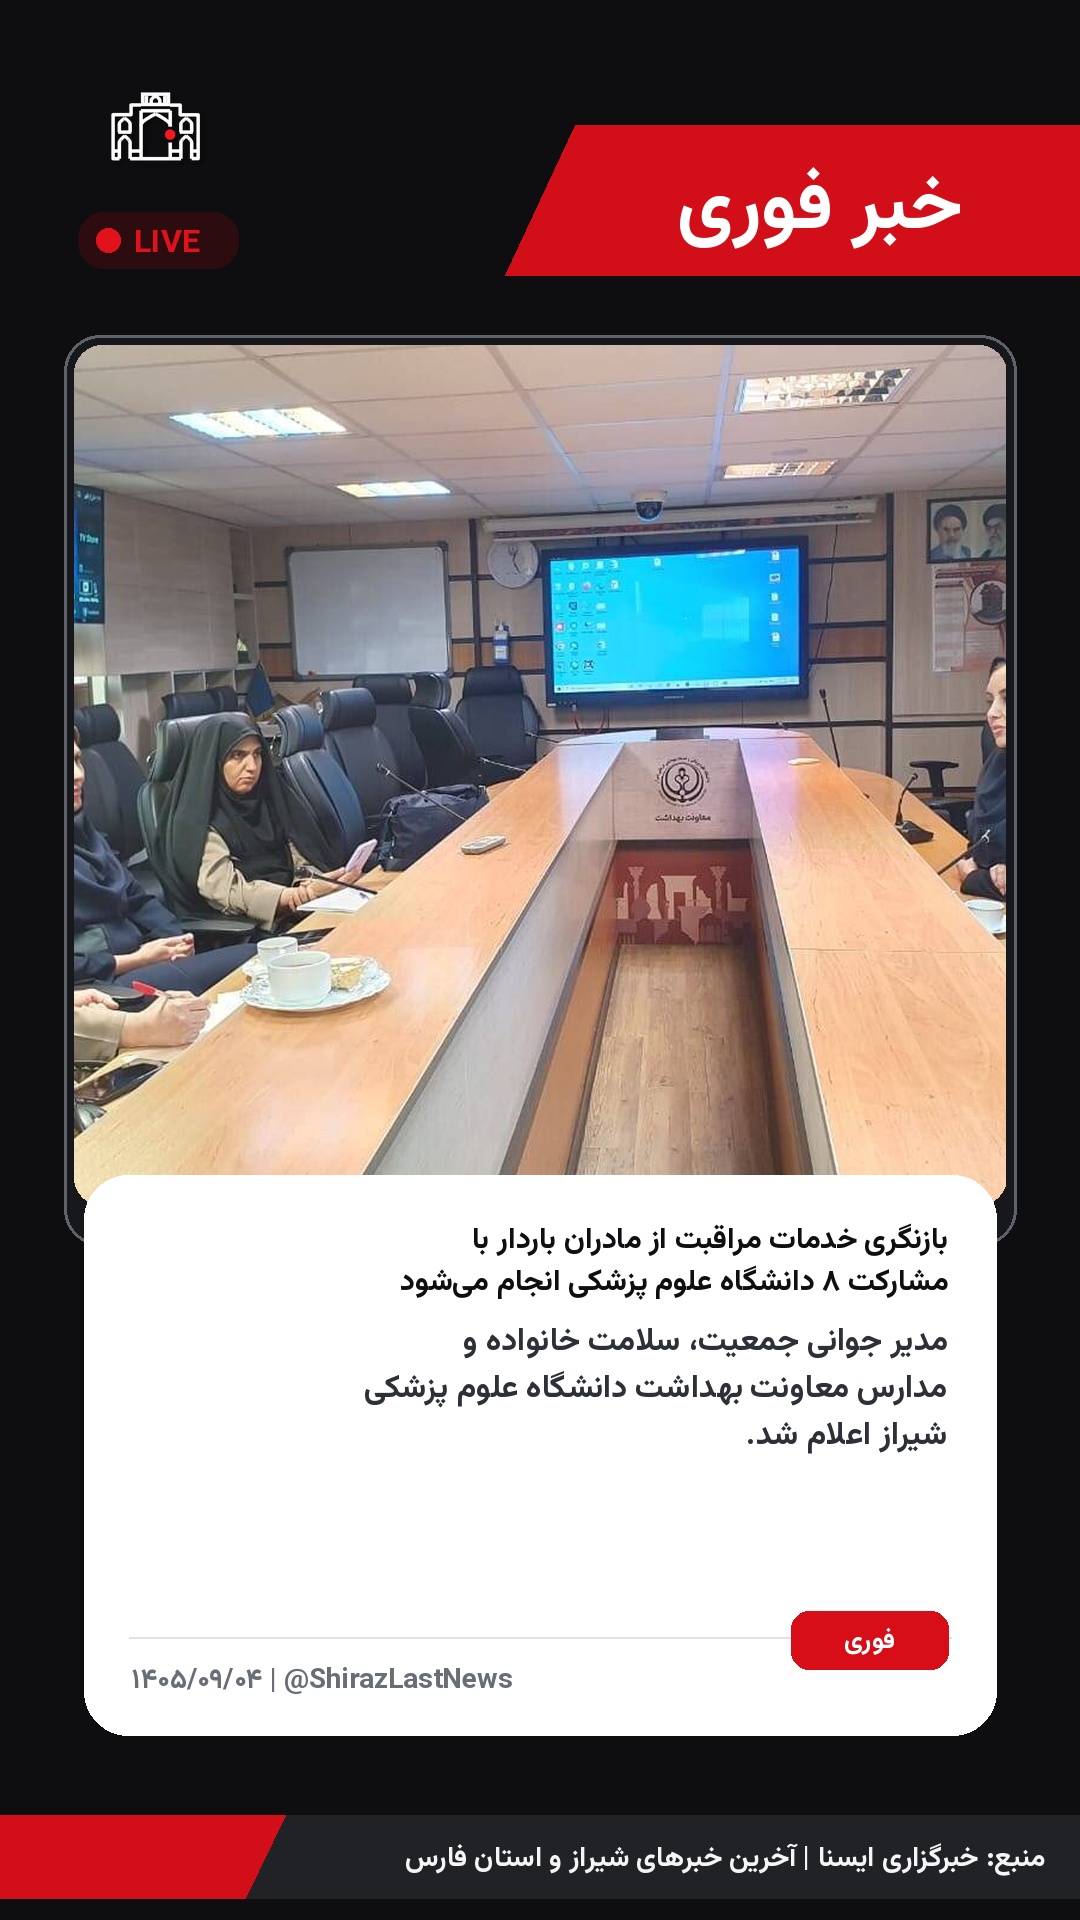 خبر فوری
LIVE
TV Store
معاونت بهداشت
بازنگری خدمات مراقبت از مادران باردار با
مشارکت ۸ دانشگاه علوم پزشکی انجام می‌شود
مدیر جوانی جمعیت، سلامت خانواده و
مدارس معاونت بهداشت دانشگاه علوم پزشکی
شیراز اعلام شد.
فوری
۱۴۰۵/۰۹/۰۴ | @ShirazLastNews
منبع: خبرگزاری ایسنا | آخرین خبرهای شیراز و استان فارس